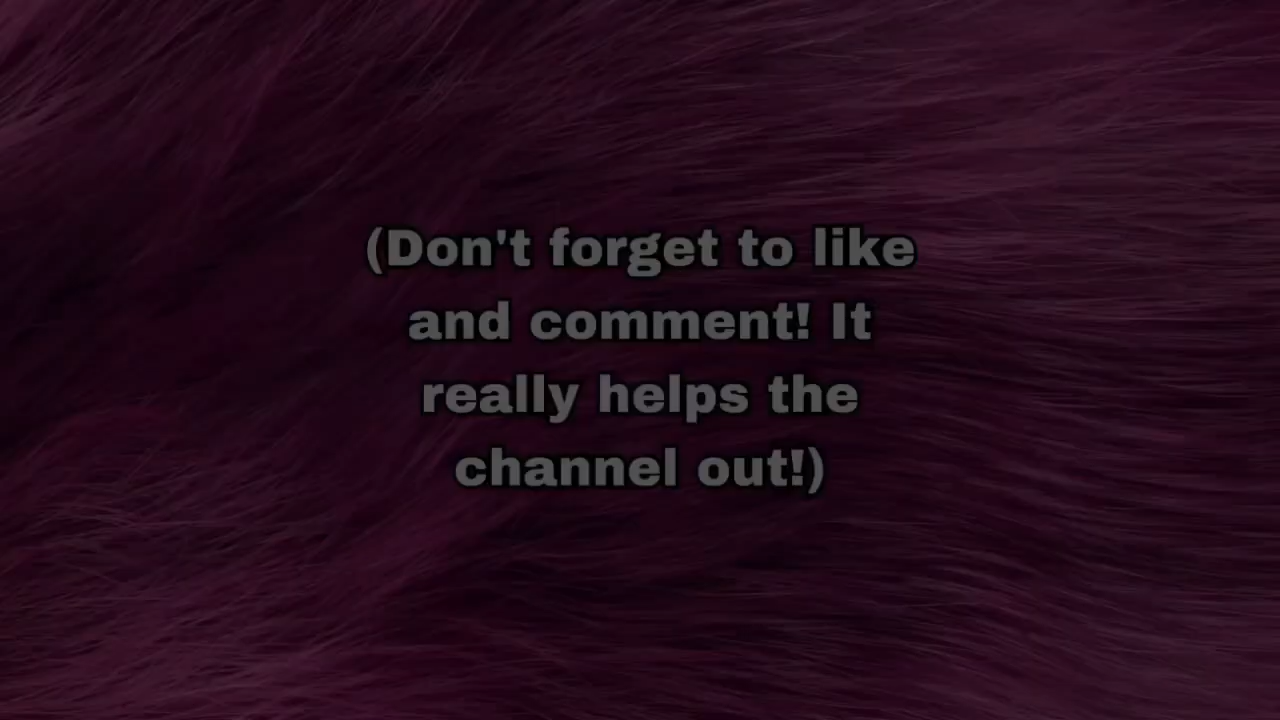 (Don't forget to like
and comment! It
really helps the
channel out!)